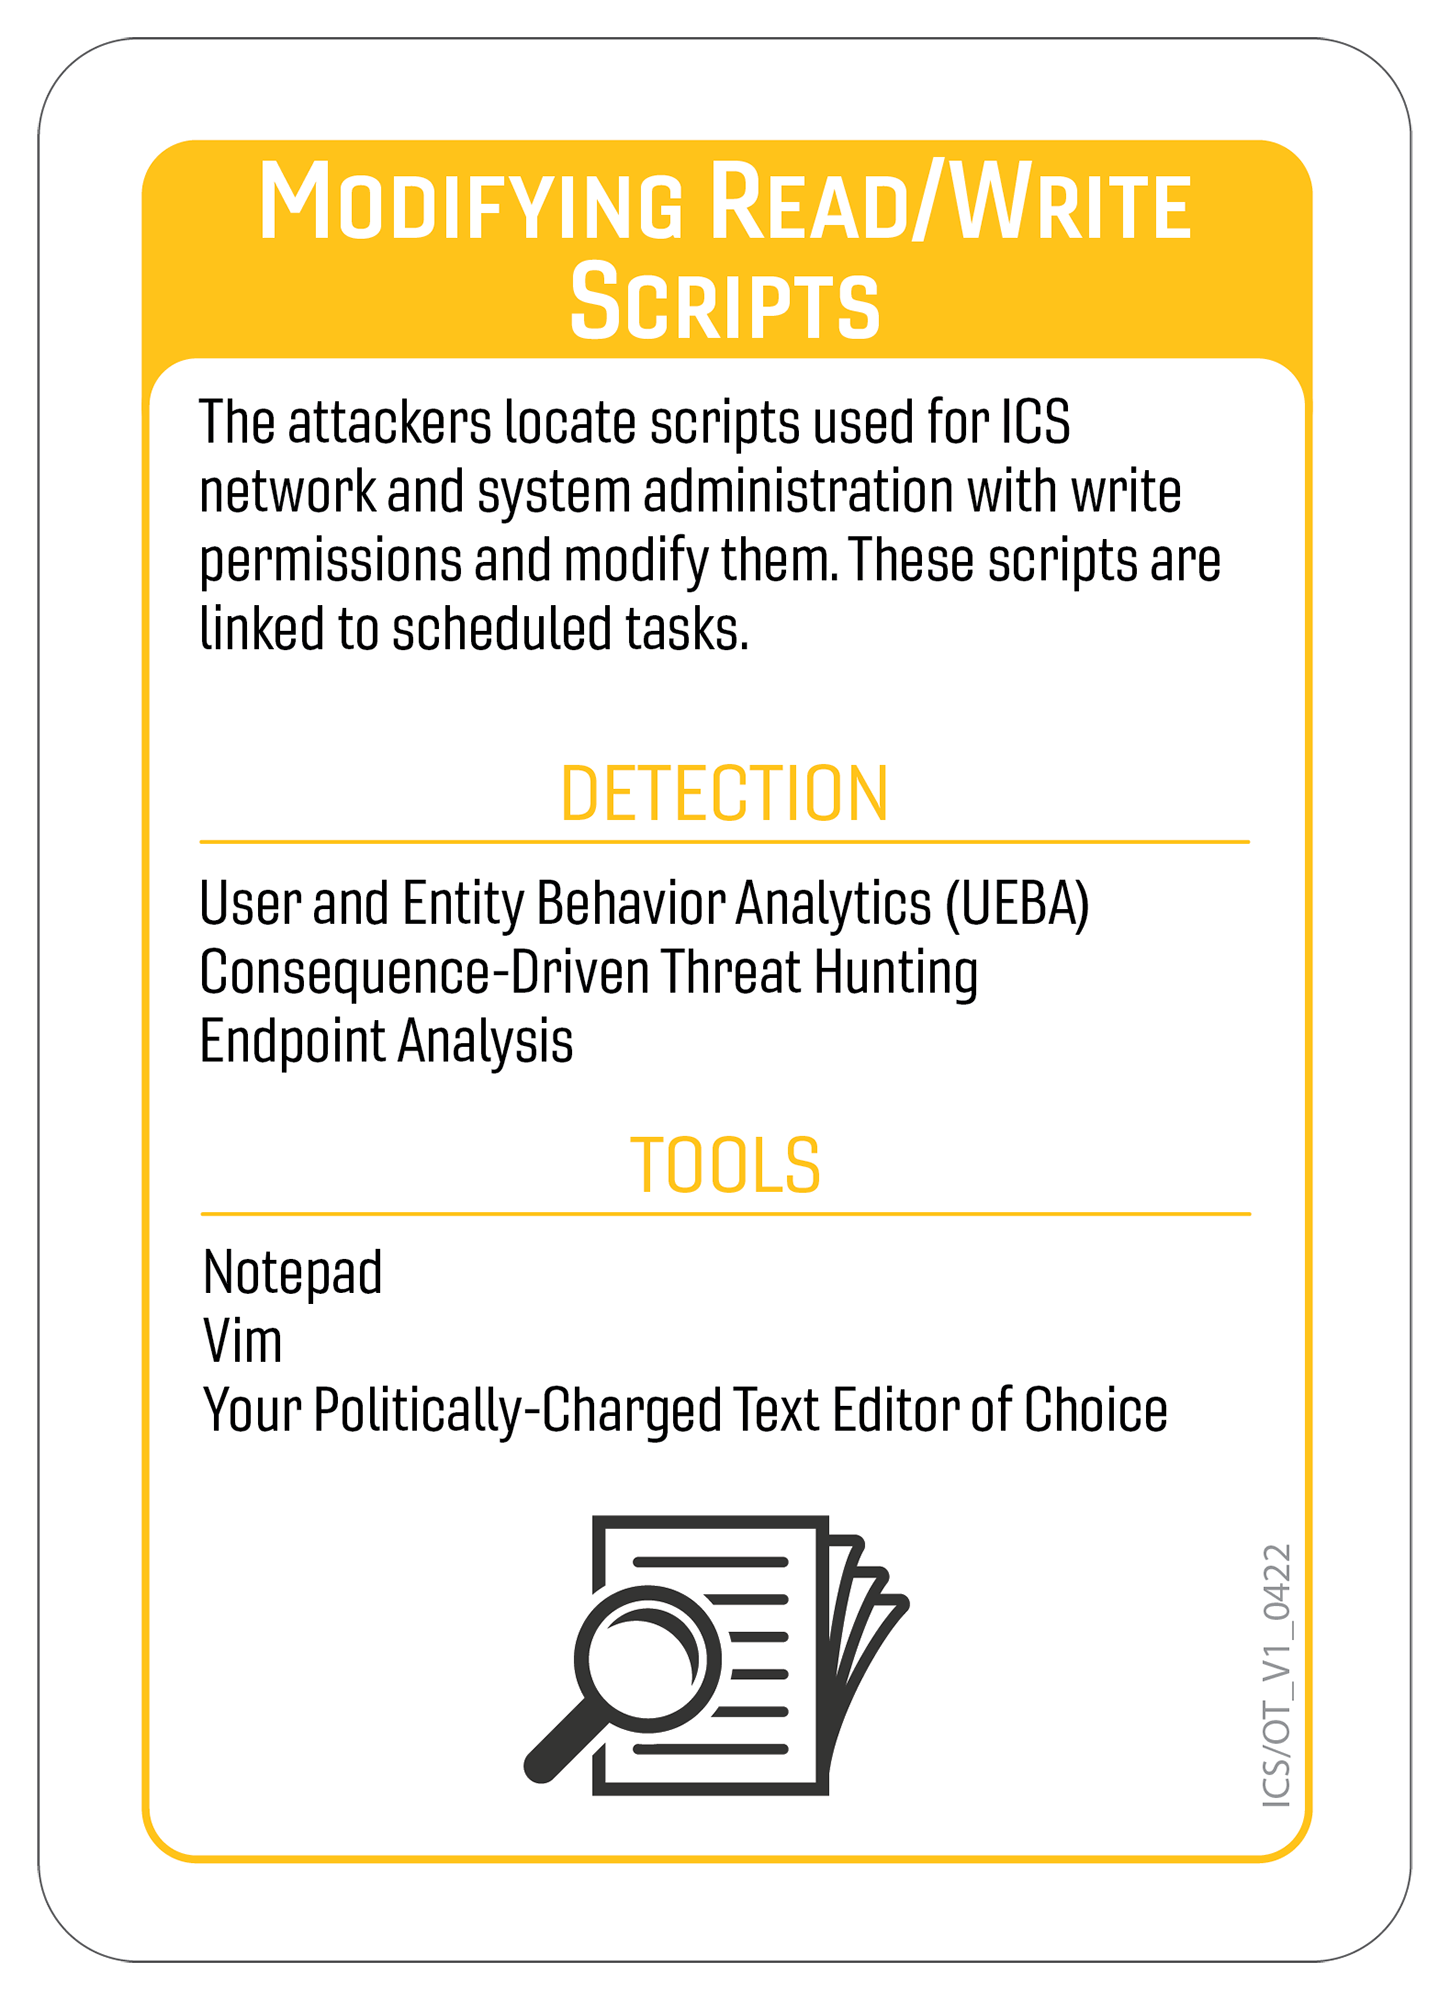 Modifying Read/Write
Scripts
The attackers locate scripts used for ICS
network and system administration with write
permissions and modify them. These scripts are
linked to scheduled tasks.
DETECTION
User and Entity Behavior Analytics (UEBA)
Consequence-Driven Threat Hunting
Endpoint Analysis
TOOLS
Notepad
Vim
Your Politically-Charged Text Editor of Choice
ICS/OT_V1_0422